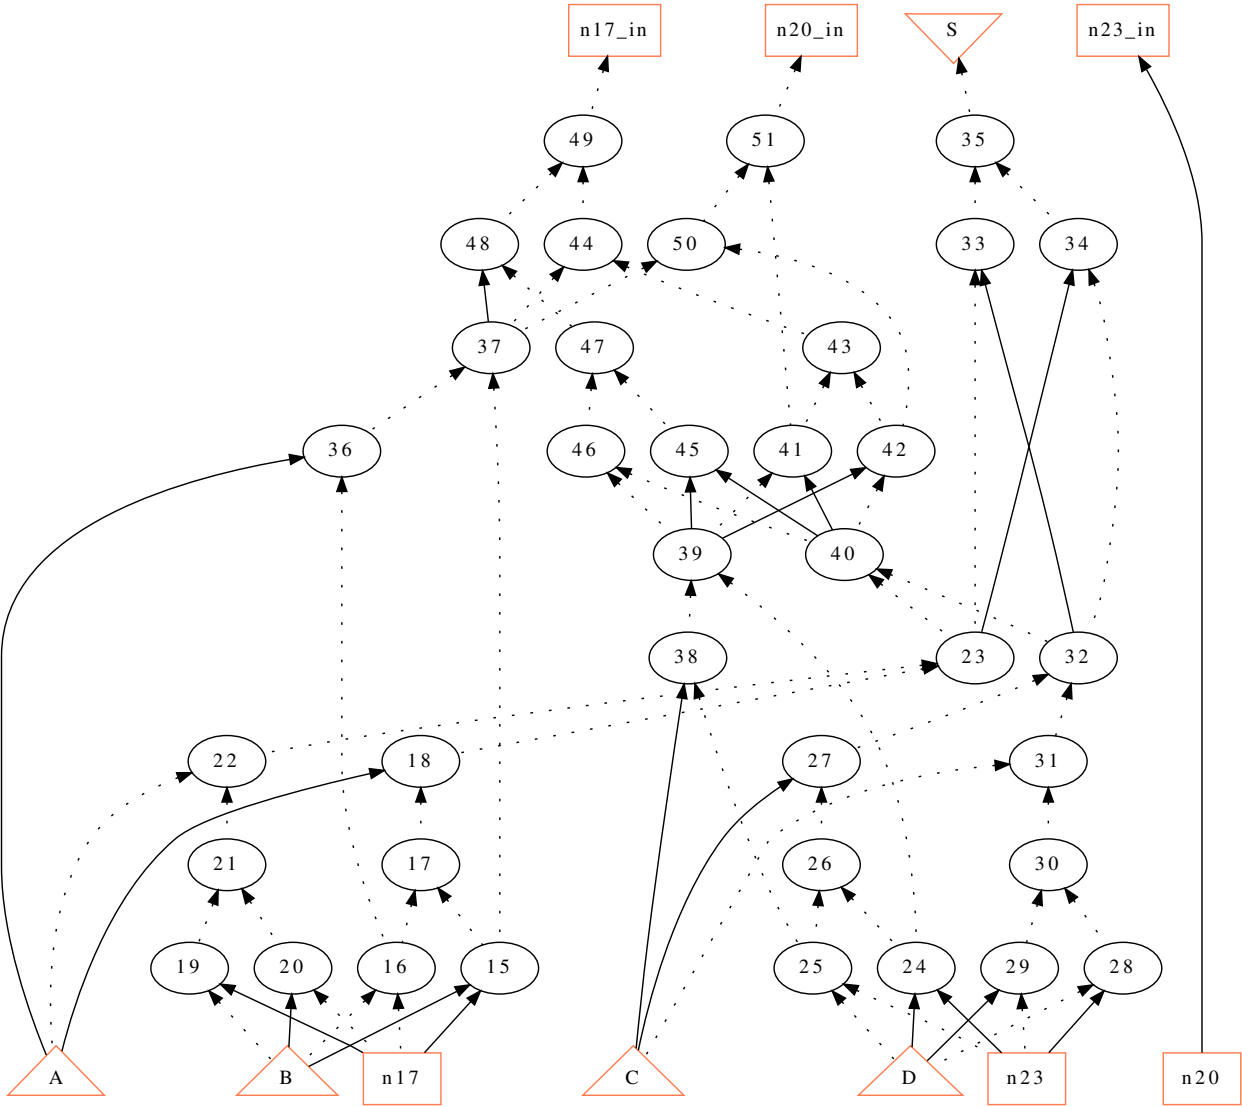 n17_in n20_in S n23_in
49 51 35
48 44 50 33 34
37 47 43
36 46 45 41 42
39 40
38 23 32
22 18 27 31
21 17 26 30
19 20 16 15 25 24 29 28
A B n17 C D n23 n20